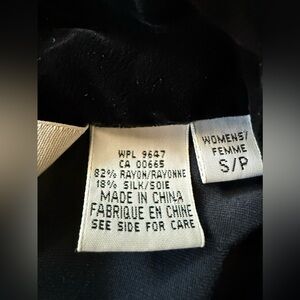 WPL 9647
CA 00665
82% RAYON/RAYONNE
18% SILK/SOIE
MADE IN CHINA
FABRIQUE EN CHINE
SEE SIDE FOR CARE
WOMENS/
FEMME
S/P